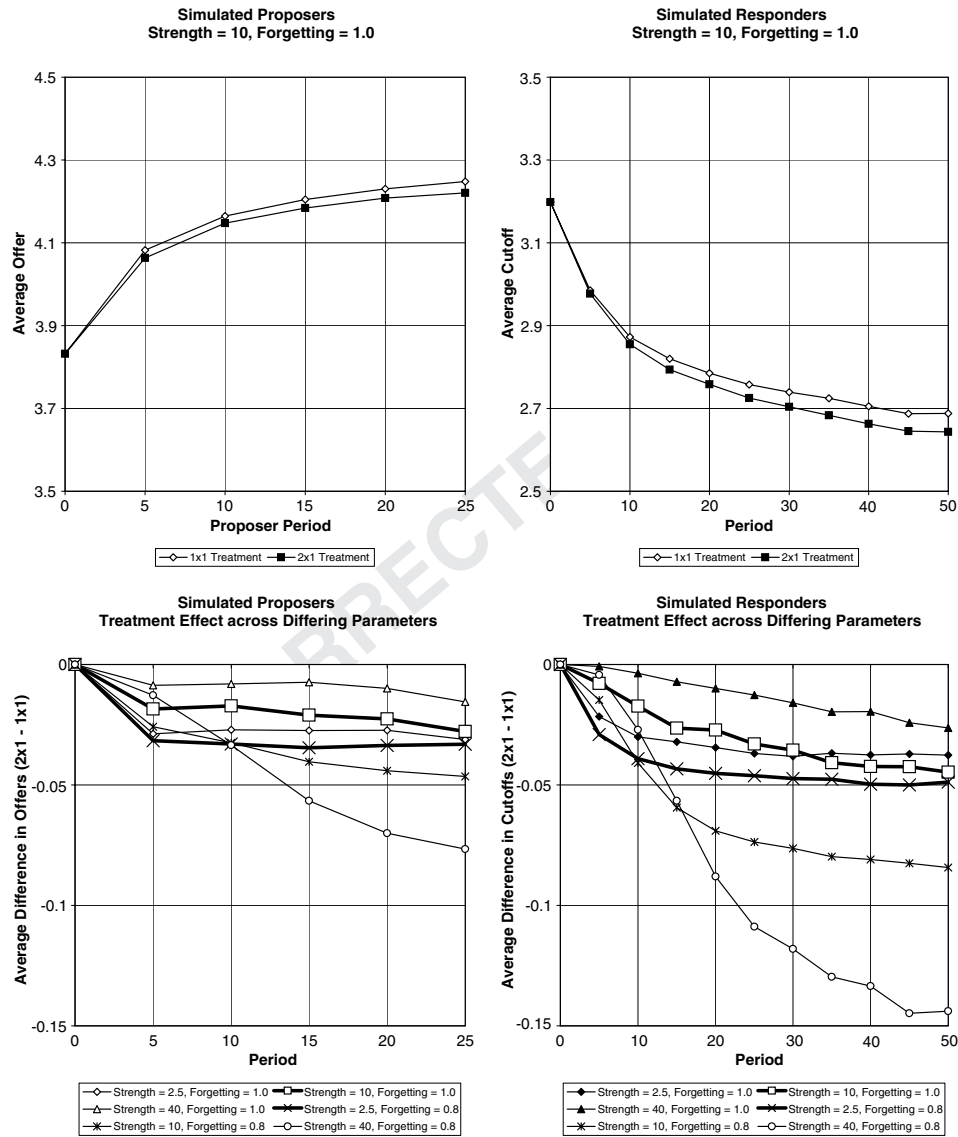 Simulated Proposers
Strength = 10, Forgetting = 1.0
4.5
4.3
4.1
3.9
3.7
3.5
Average Offer
0 5 10 15 20 25
Proposer Period
1x1 Treatment 2x1 Treatment
Simulated Responders
Strength = 10, Forgetting = 1.0
3.5
3.3
3.1
2.9
2.7
2.5
Average Cutoff
0 10 20 30 40 50
Period
1x1 Treatment 2x1 Treatment
RRECTE
Simulated Proposers
Treatment Effect across Differing Parameters
0
-0.05
-0.1
-0.15
Average Difference in Offers (2x1 - 1x1)
0 5 10 15 20 25
Period
Strength = 2.5, Forgetting = 1.0 Strength = 10, Forgetting = 1.0
Strength = 40, Forgetting = 1.0 Strength = 2.5, Forgetting = 0.8
Strength = 10, Forgetting = 0.8 Strength = 40, Forgetting = 0.8
Simulated Responders
Treatment Effect across Differing Parameters
0
-0.05
-0.1
-0.15
Average Difference in Cutoffs (2x1 - 1x1)
0 10 20 30 40 50
Period
Strength = 2.5, Forgetting = 1.0 Strength = 10, Forgetting = 1.0
Strength = 40, Forgetting = 1.0 Strength = 2.5, Forgetting = 0.8
Strength = 10, Forgetting = 0.8 Strength = 40, Forgetting = 0.8